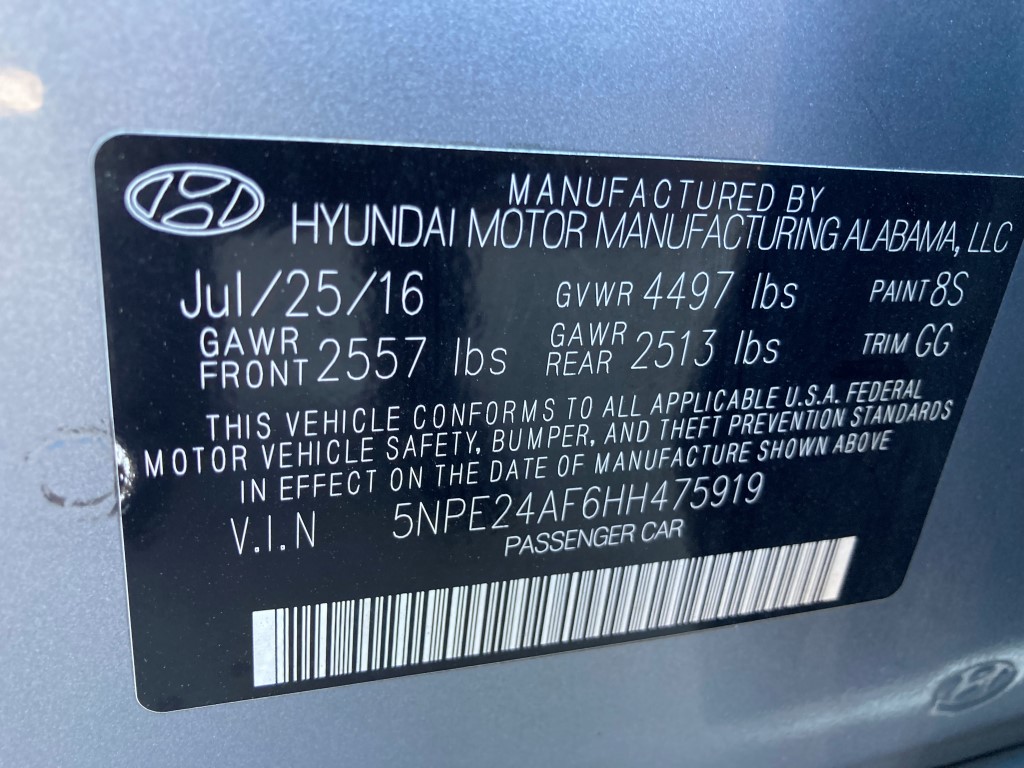 MANUFACTURED BY
HYUNDAI MOTOR MANUFACTURING ALABAMA, LLC
Jul/25/16 GVWR 4497 lbs PAINT 8S
GAWR FRONT 2557 lbs GAWR REAR 2513 lbs TRIM GG
THIS VEHICLE CONFORMS TO ALL APPLICABLE U.S.A. FEDERAL
MOTOR VEHICLE SAFETY, BUMPER, AND THEFT PREVENTION STANDARDS
IN EFFECT ON THE DATE OF MANUFACTURE SHOWN ABOVE
V.I.N 5NPE24AF6HH475919
PASSENGER CAR